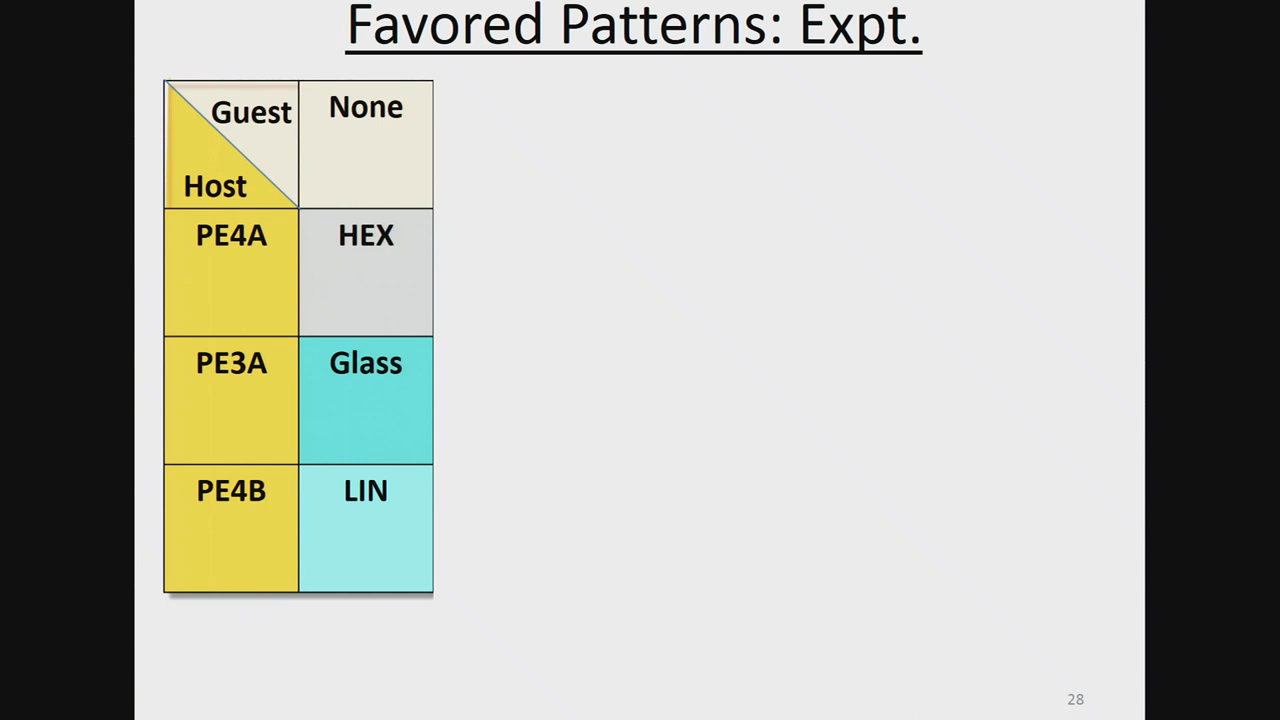 Favored Patterns: Expt.
Guest
None
Host
PE4A
HEX
PE3A
Glass
PE4B
LIN
28